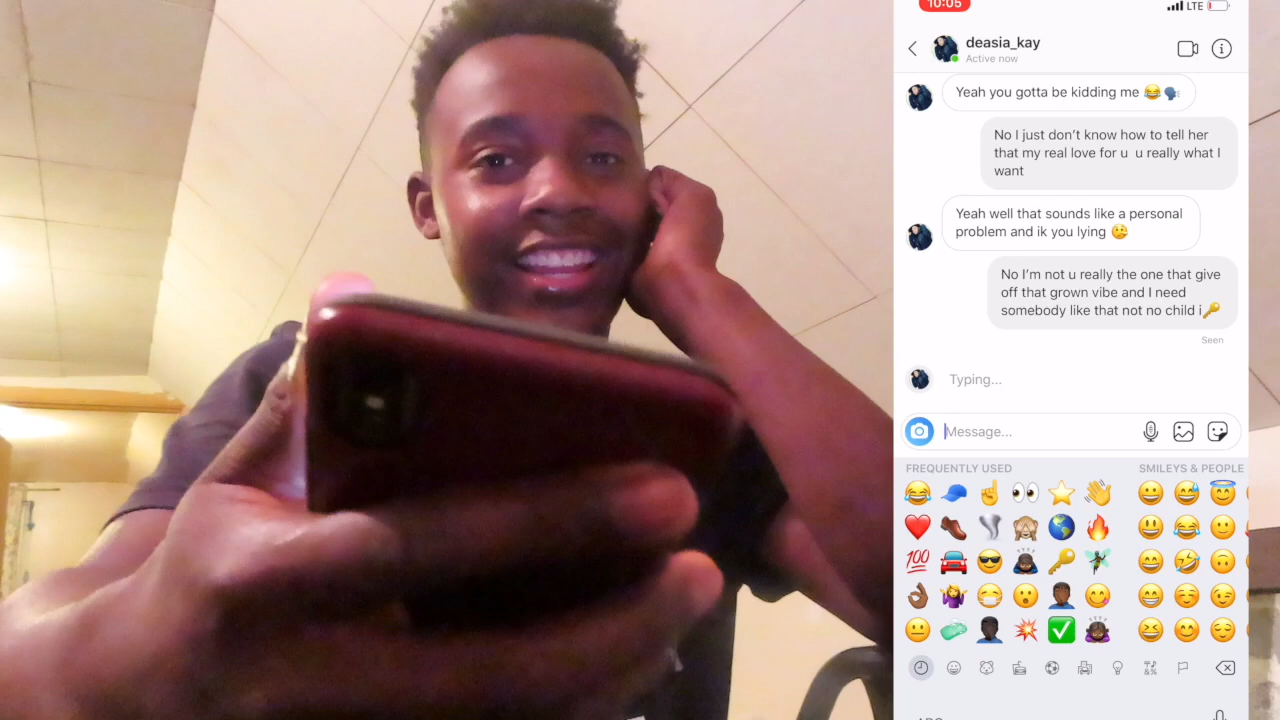 10:05
LTE
deasia_kay
Active now
Yeah you gotta be kidding me 😂🗣
No I just don't know how to tell her
that my real love for u u really what I
want
Yeah well that sounds like a personal
problem and ik you lying 🤥
No I'm not u really the one that give
off that grown vibe and I need
somebody like that not no child i🔑
Seen
Typing...
Message...
FREQUENTLY USED
SMILEYS & PEOPLE
100
ABC